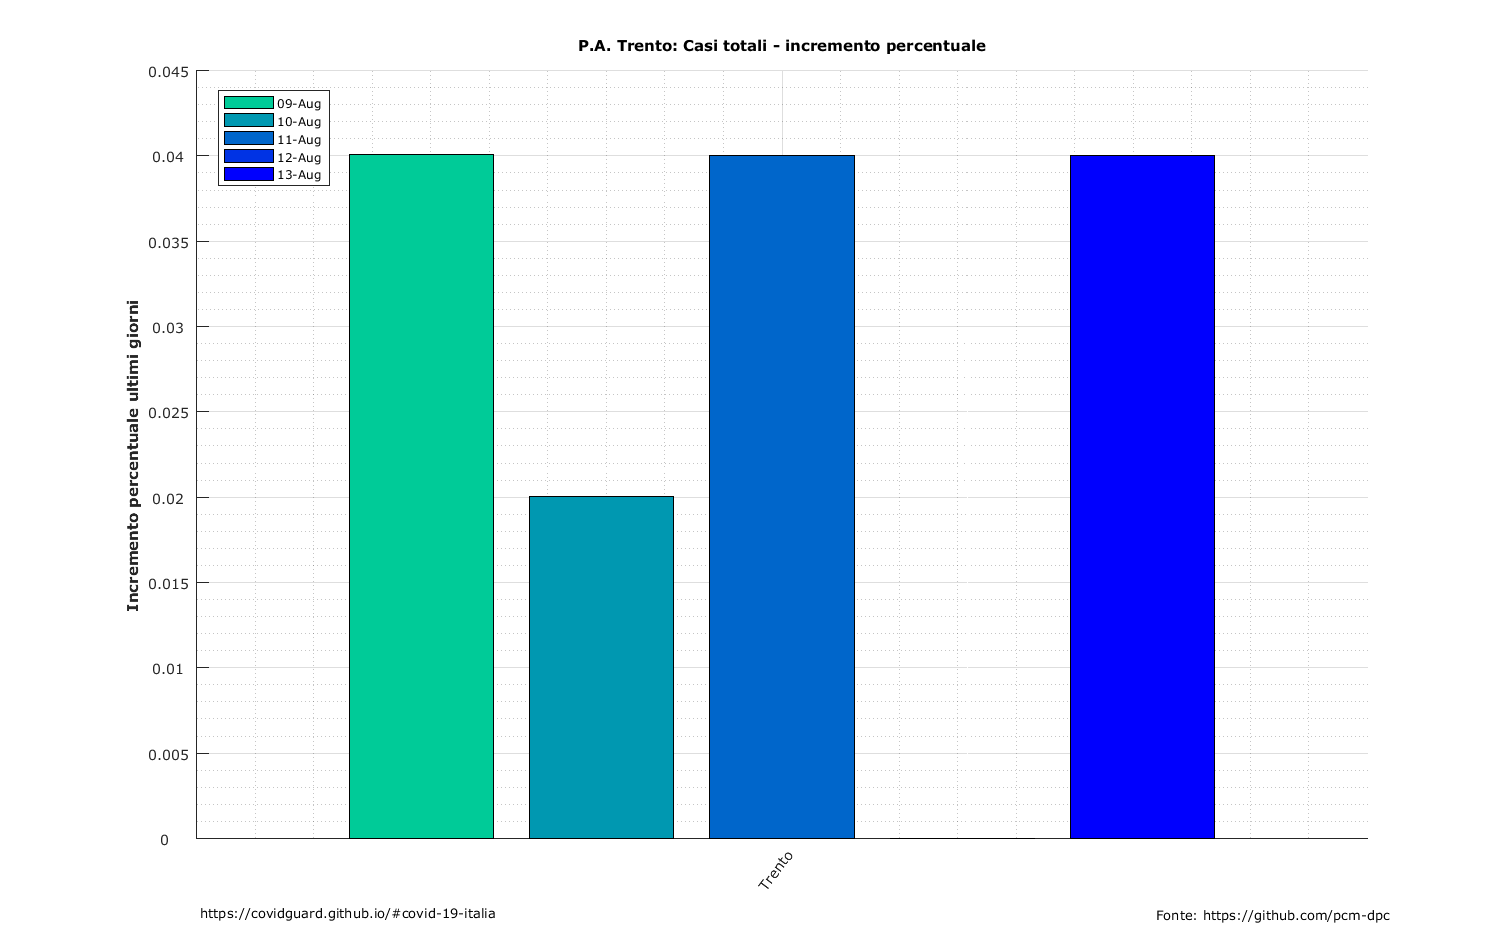 P.A. Trento: Casi totali - incremento percentuale
0.045
0.04
0.035
0.03
0.025
0.02
0.015
0.01
0.005
0
Incremento percentuale ultimi giorni
09-Aug
10-Aug
11-Aug
12-Aug
13-Aug
Trento
https://covidguard.github.io/#covid-19-italia
Fonte: https://github.com/pcm-dpc